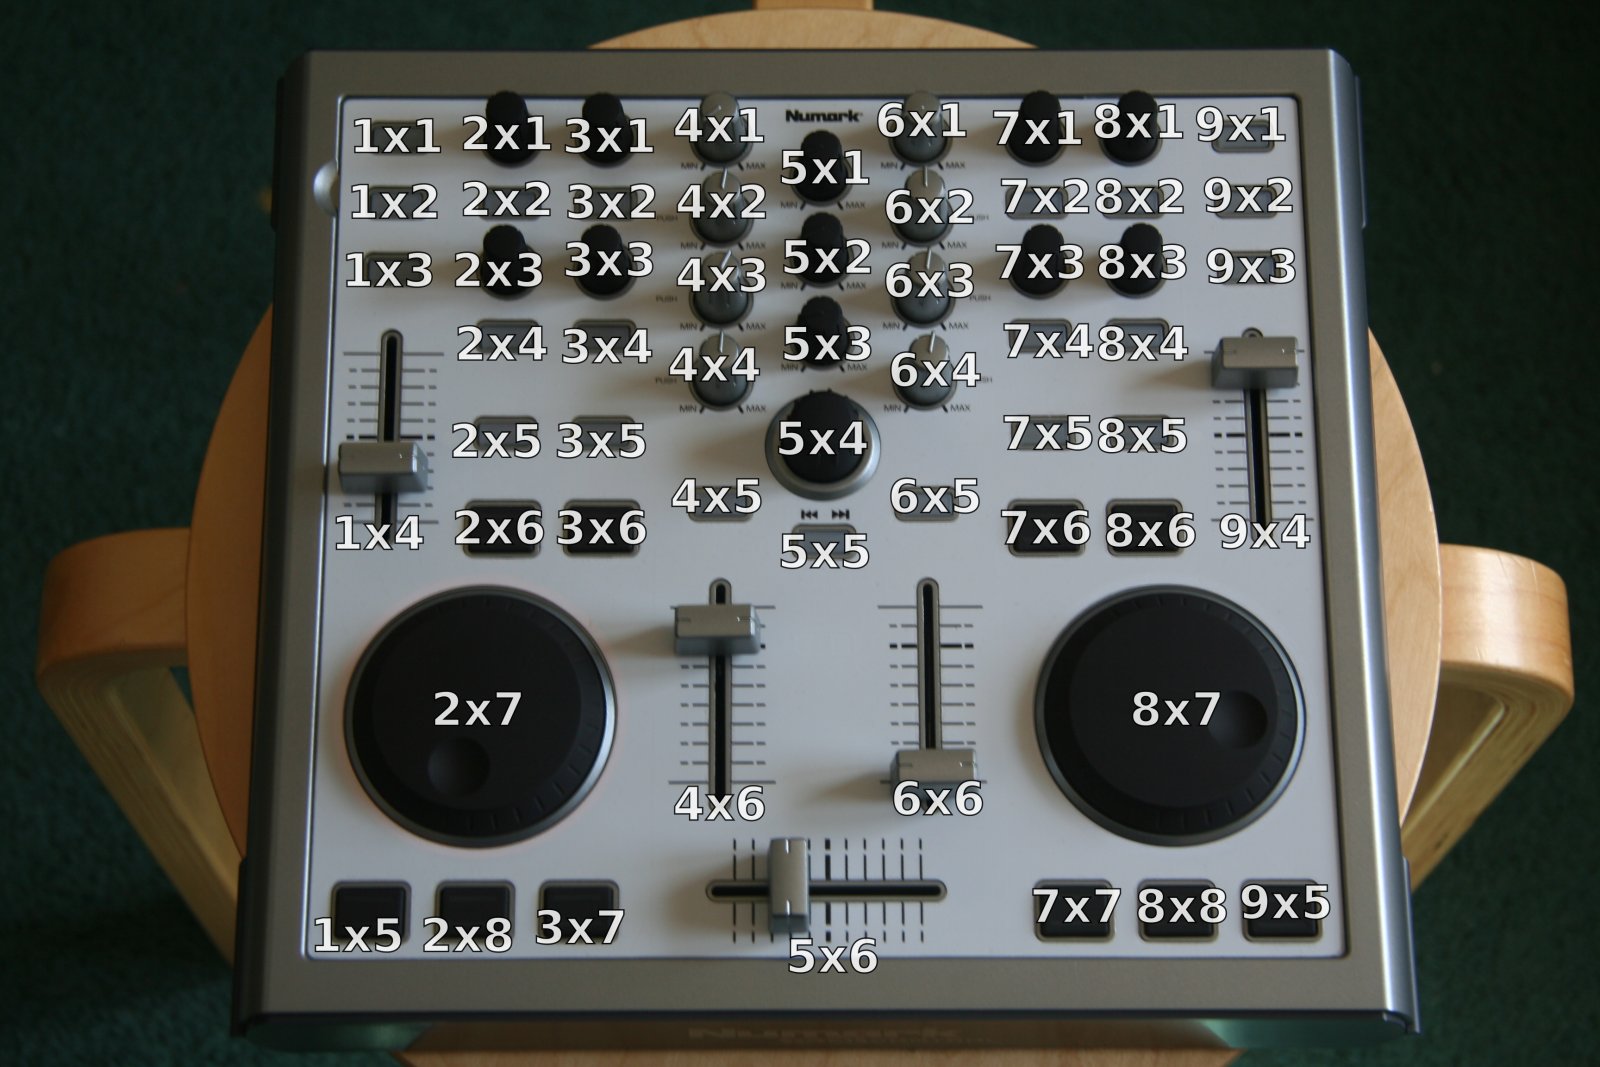 Numark
1x1 2x1 3x1 4x1 6x1 7x1 8x1 9x1
5x1
MIN MAX MIN MAX
1x2 2x2 3x2 4x2 6x2 7x2 8x2 9x2
MIN MAX
PUSH PUSH
MIN MAX MIN MAX
1x3 2x3 3x3 4x3 5x2 6x3 7x3 8x3 9x3
MIN MAX
PUSH PUSH
MIN MAX MIN MAX
2x4 3x4 4x4 5x3 6x4 7x4 8x4
MIN MAX
PUSH PUSH
MIN MAX MIN MAX
2x5 3x5 5x4 7x5 8x5
4x5 6x5
1x4 2x6 3x6 5x5 7x6 8x6 9x4
2x7 8x7
4x6 6x6
1x5 2x8 3x7 5x6 7x7 8x8 9x5
Numark